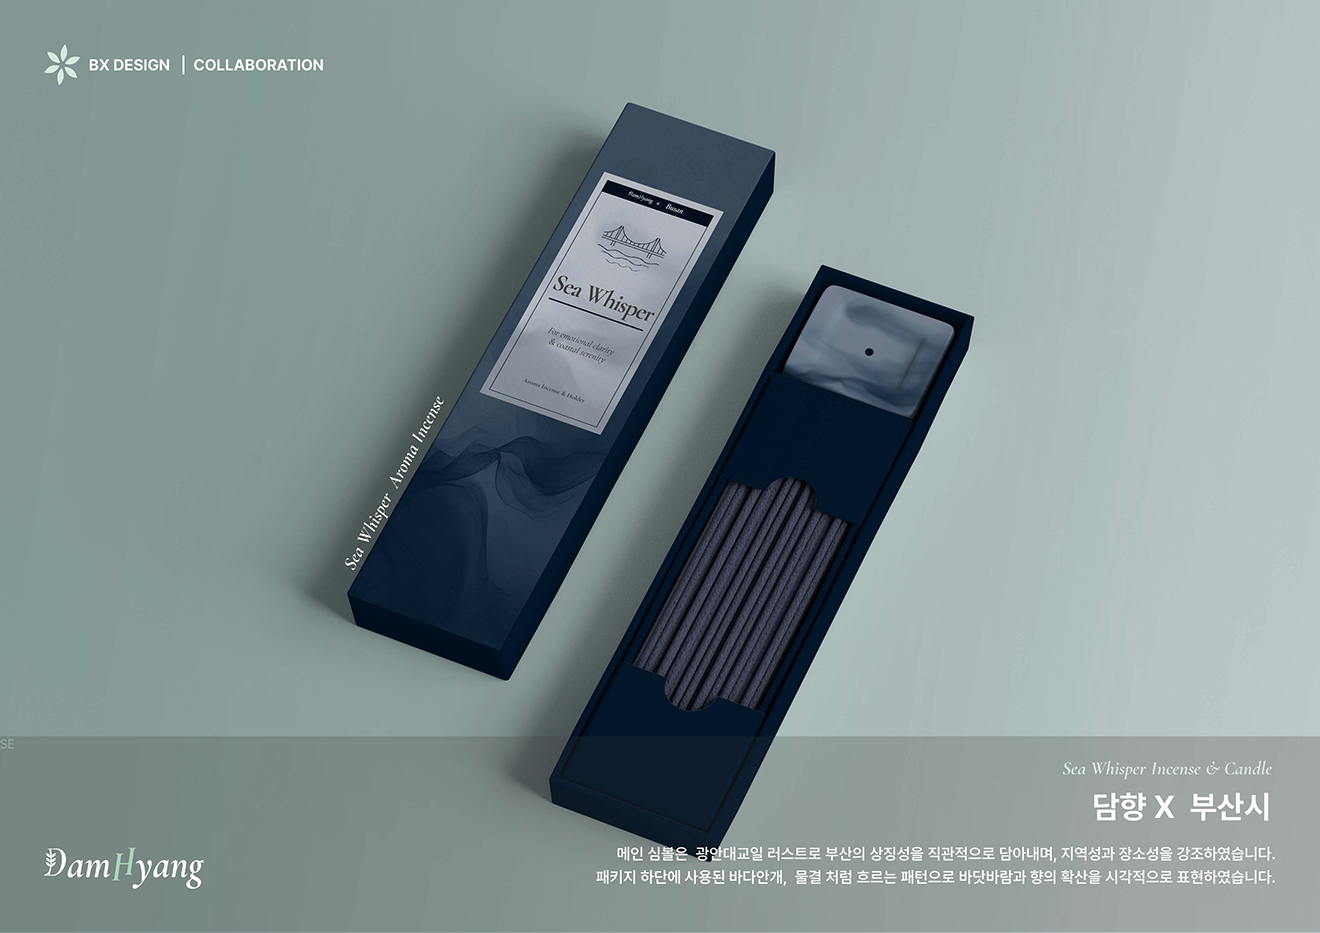 BX DESIGN | COLLABORATION
DamHyang × Busan
Sea Whisper
For emotional clarity
& coastal serenity
Aroma Incense & Holder
Sea Whisper Aroma Incense
SE
Sea Whisper Incense & Candle
담향 X 부산시
메인 심볼은 광안대교일 러스트로 부산의 상징성을 직관적으로 담아내며, 지역성과 장소성을 강조하였습니다.
패키지 하단에 사용된 바다안개, 물결 처럼 흐르는 패턴으로 바닷바람과 향의 확산을 시각적으로 표현하였습니다.
DamHyang